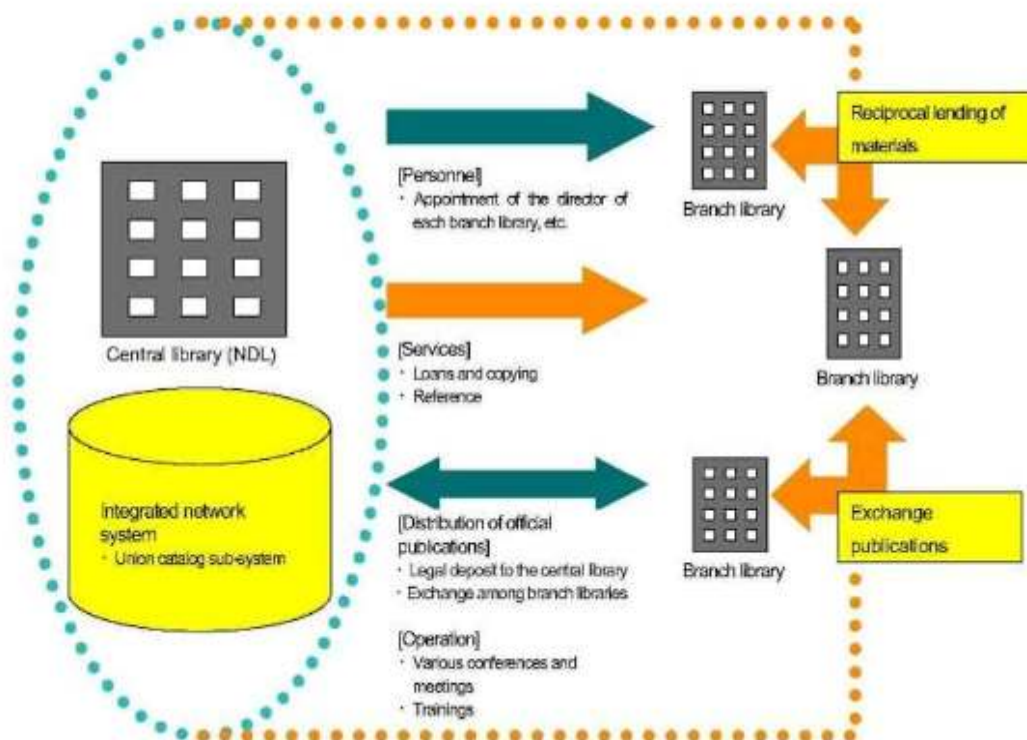 Central library (NDL)
Integrated network
system
・ Union catalog sub-system
[Personnel]
・ Appointment of the director of
each branch library, etc.
[Services]
・ Loans and copying
・ Reference
[Distribution of official
publications]
・ Legal deposit to the central library
・ Exchange among branch libraries
[Operation]
・ Various conferences and
meetings
・ Trainings
Branch library
Reciprocal lending of
materials
Branch library
Branch library
Exchange
publications